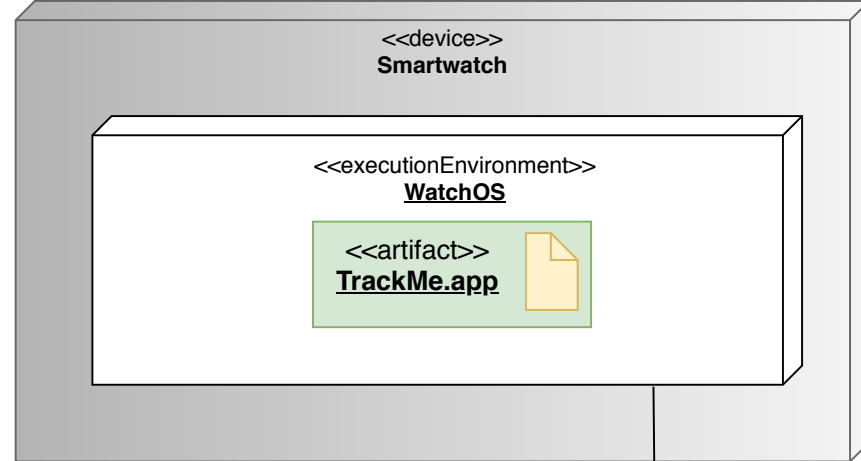 <<device>>
Smartwatch
<<executionEnvironment>>
WatchOS
<<artifact>>
TrackMe.app